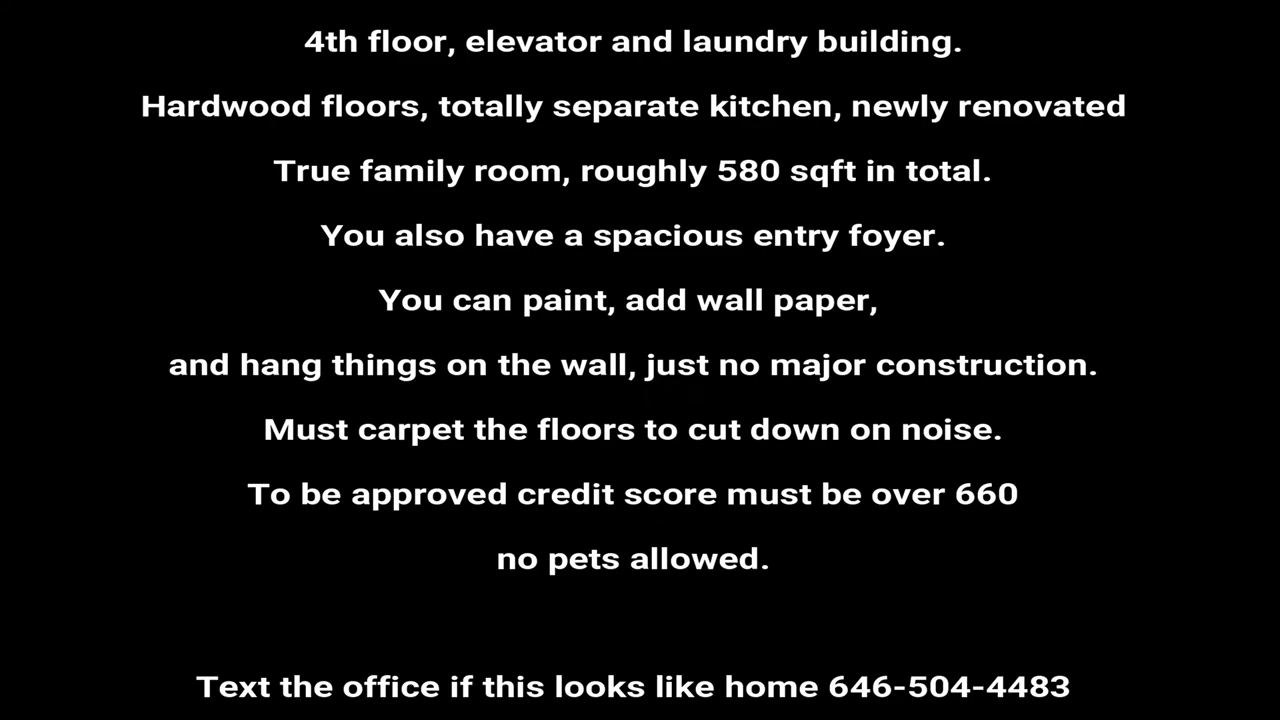 4th floor, elevator and laundry building.
Hardwood floors, totally separate kitchen, newly renovated
True family room, roughly 580 sqft in total.
You also have a spacious entry foyer.
You can paint, add wall paper,
and hang things on the wall, just no major construction.
Must carpet the floors to cut down on noise.
To be approved credit score must be over 660
no pets allowed.
Text the office if this looks like home 646-504-4483